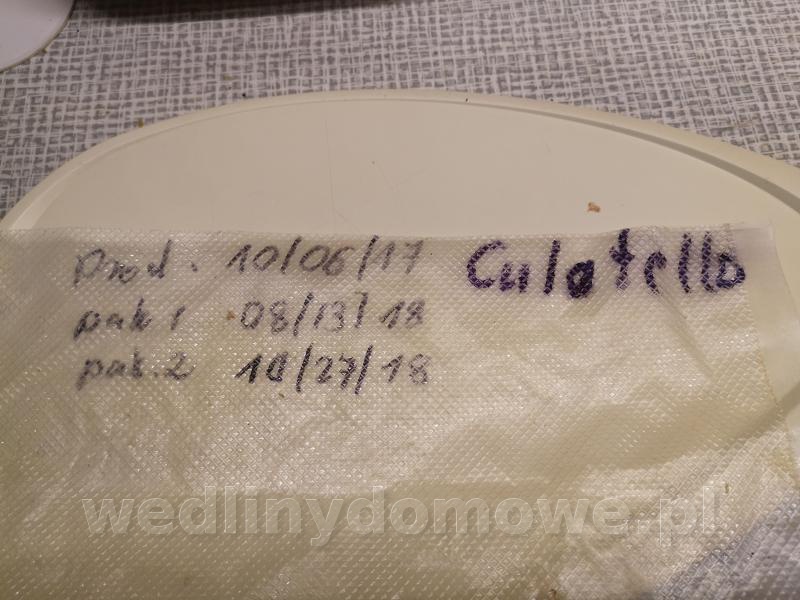 prod. 10/06/17 Culatello
pak 1 08/13/18
pak.2 10/27/18
wedlinydomowe.pl